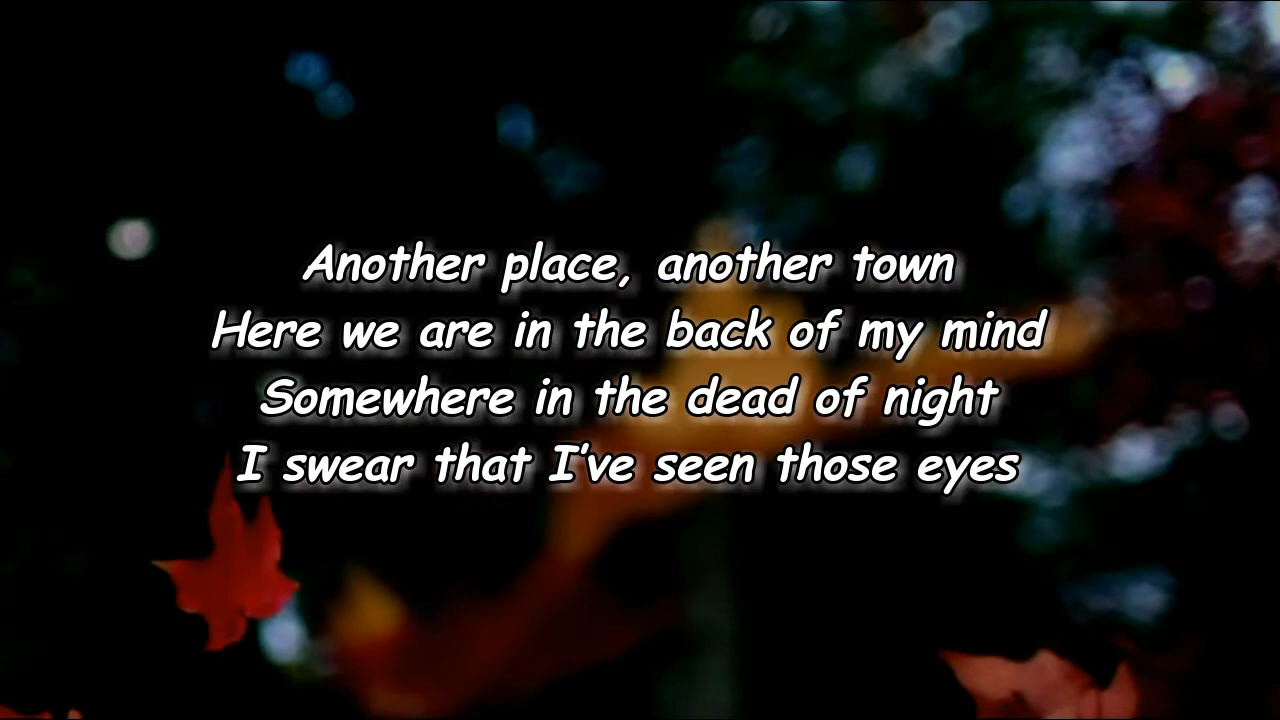 Another place, another town
Here we are in the back of my mind
Somewhere in the dead of night
I swear that I've seen those eyes